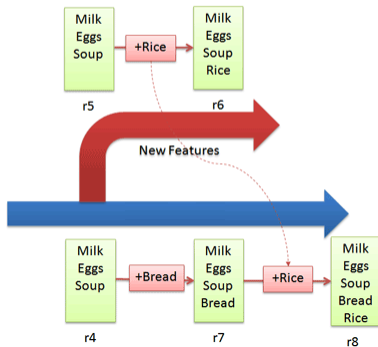 Milk
Eggs
Soup
+Rice
Milk
Eggs
Soup
Rice
r5
r6
New Features
Milk
Eggs
Soup
+Bread
Milk
Eggs
Soup
Bread
+Rice
Milk
Eggs
Soup
Bread
Rice
r4
r7
r8